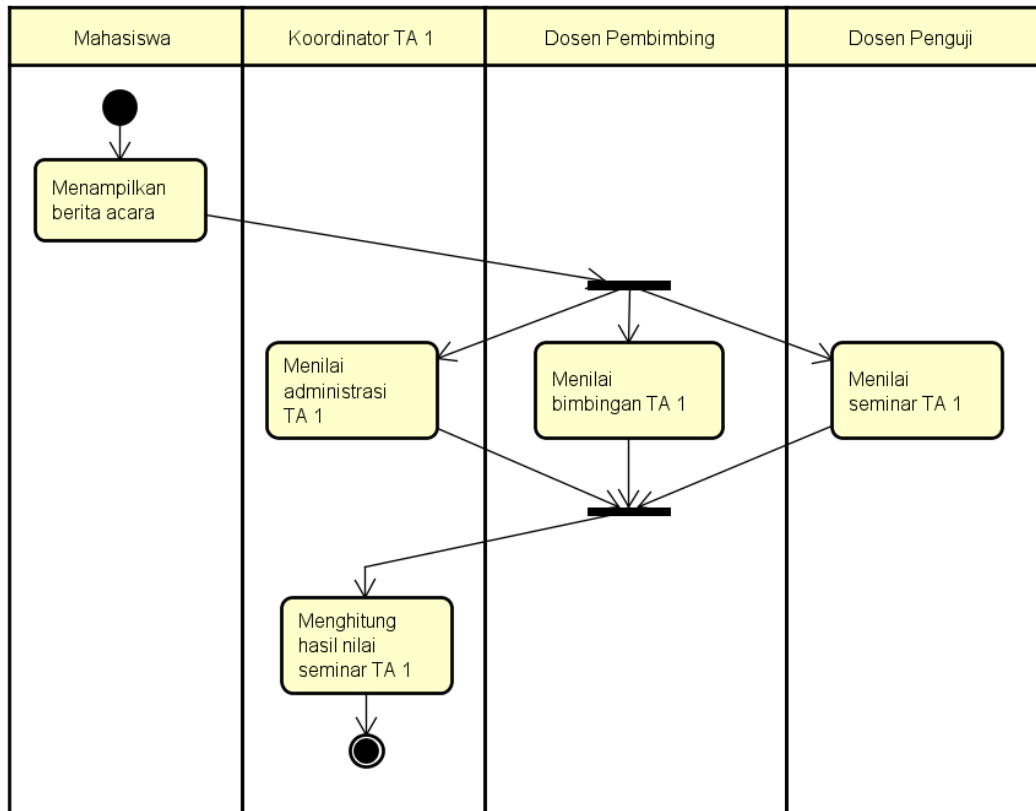 Mahasiswa
Koordinator TA 1
Dosen Pembimbing
Dosen Penguji
Menampilkan
berita acara
Menilai
administrasi
TA 1
Menilai
bimbingan TA 1
Menilai
seminar TA 1
Menghitung
hasil nilai
seminar TA 1